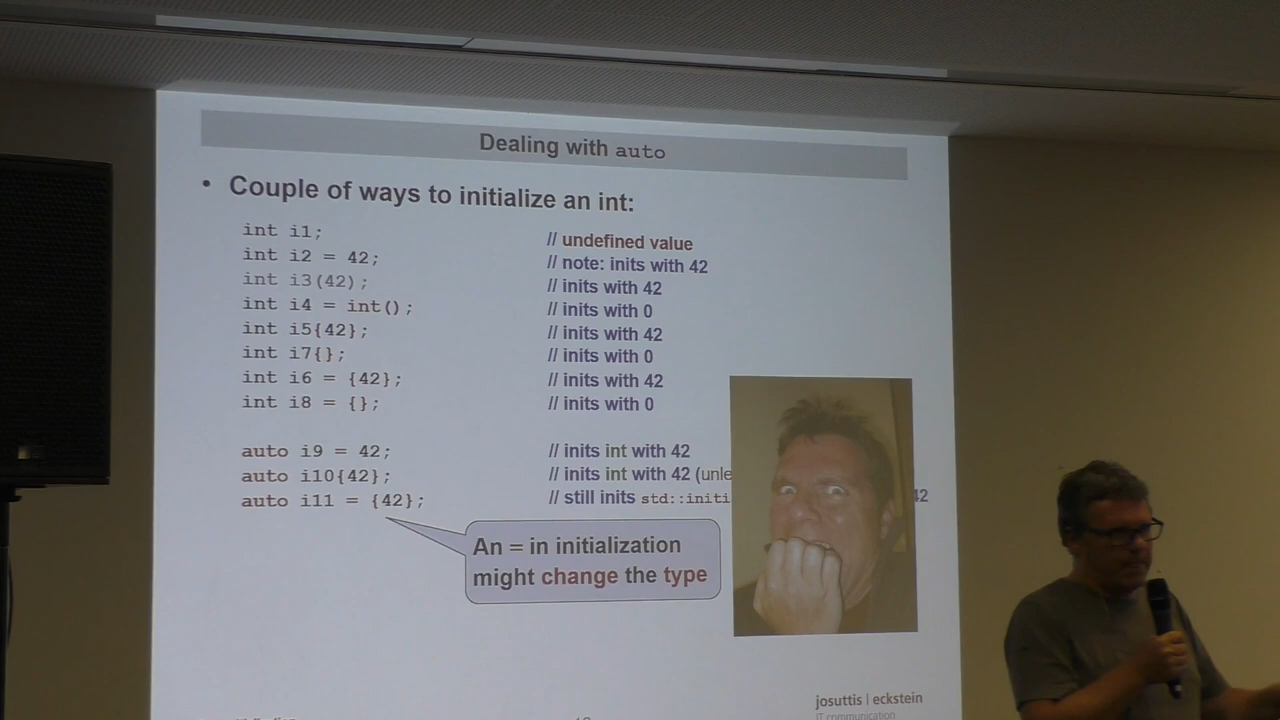 Dealing with auto
• Couple of ways to initialize an int:
int i1; // undefined value
int i2 = 42; // note: inits with 42
int i3(42); // inits with 42
int i4 = int(); // inits with 0
int i5{42}; // inits with 42
int i7{}; // inits with 0
int i6 = {42}; // inits with 42
int i8 = {}; // inits with 0
auto i9 = 42; // inits int with 42
auto i10{42}; // inits int with 42 (unle
auto i11 = {42}; // still inits std::initi 42
An = in initialization
might change the type
josuttis | eckstein
IT communication